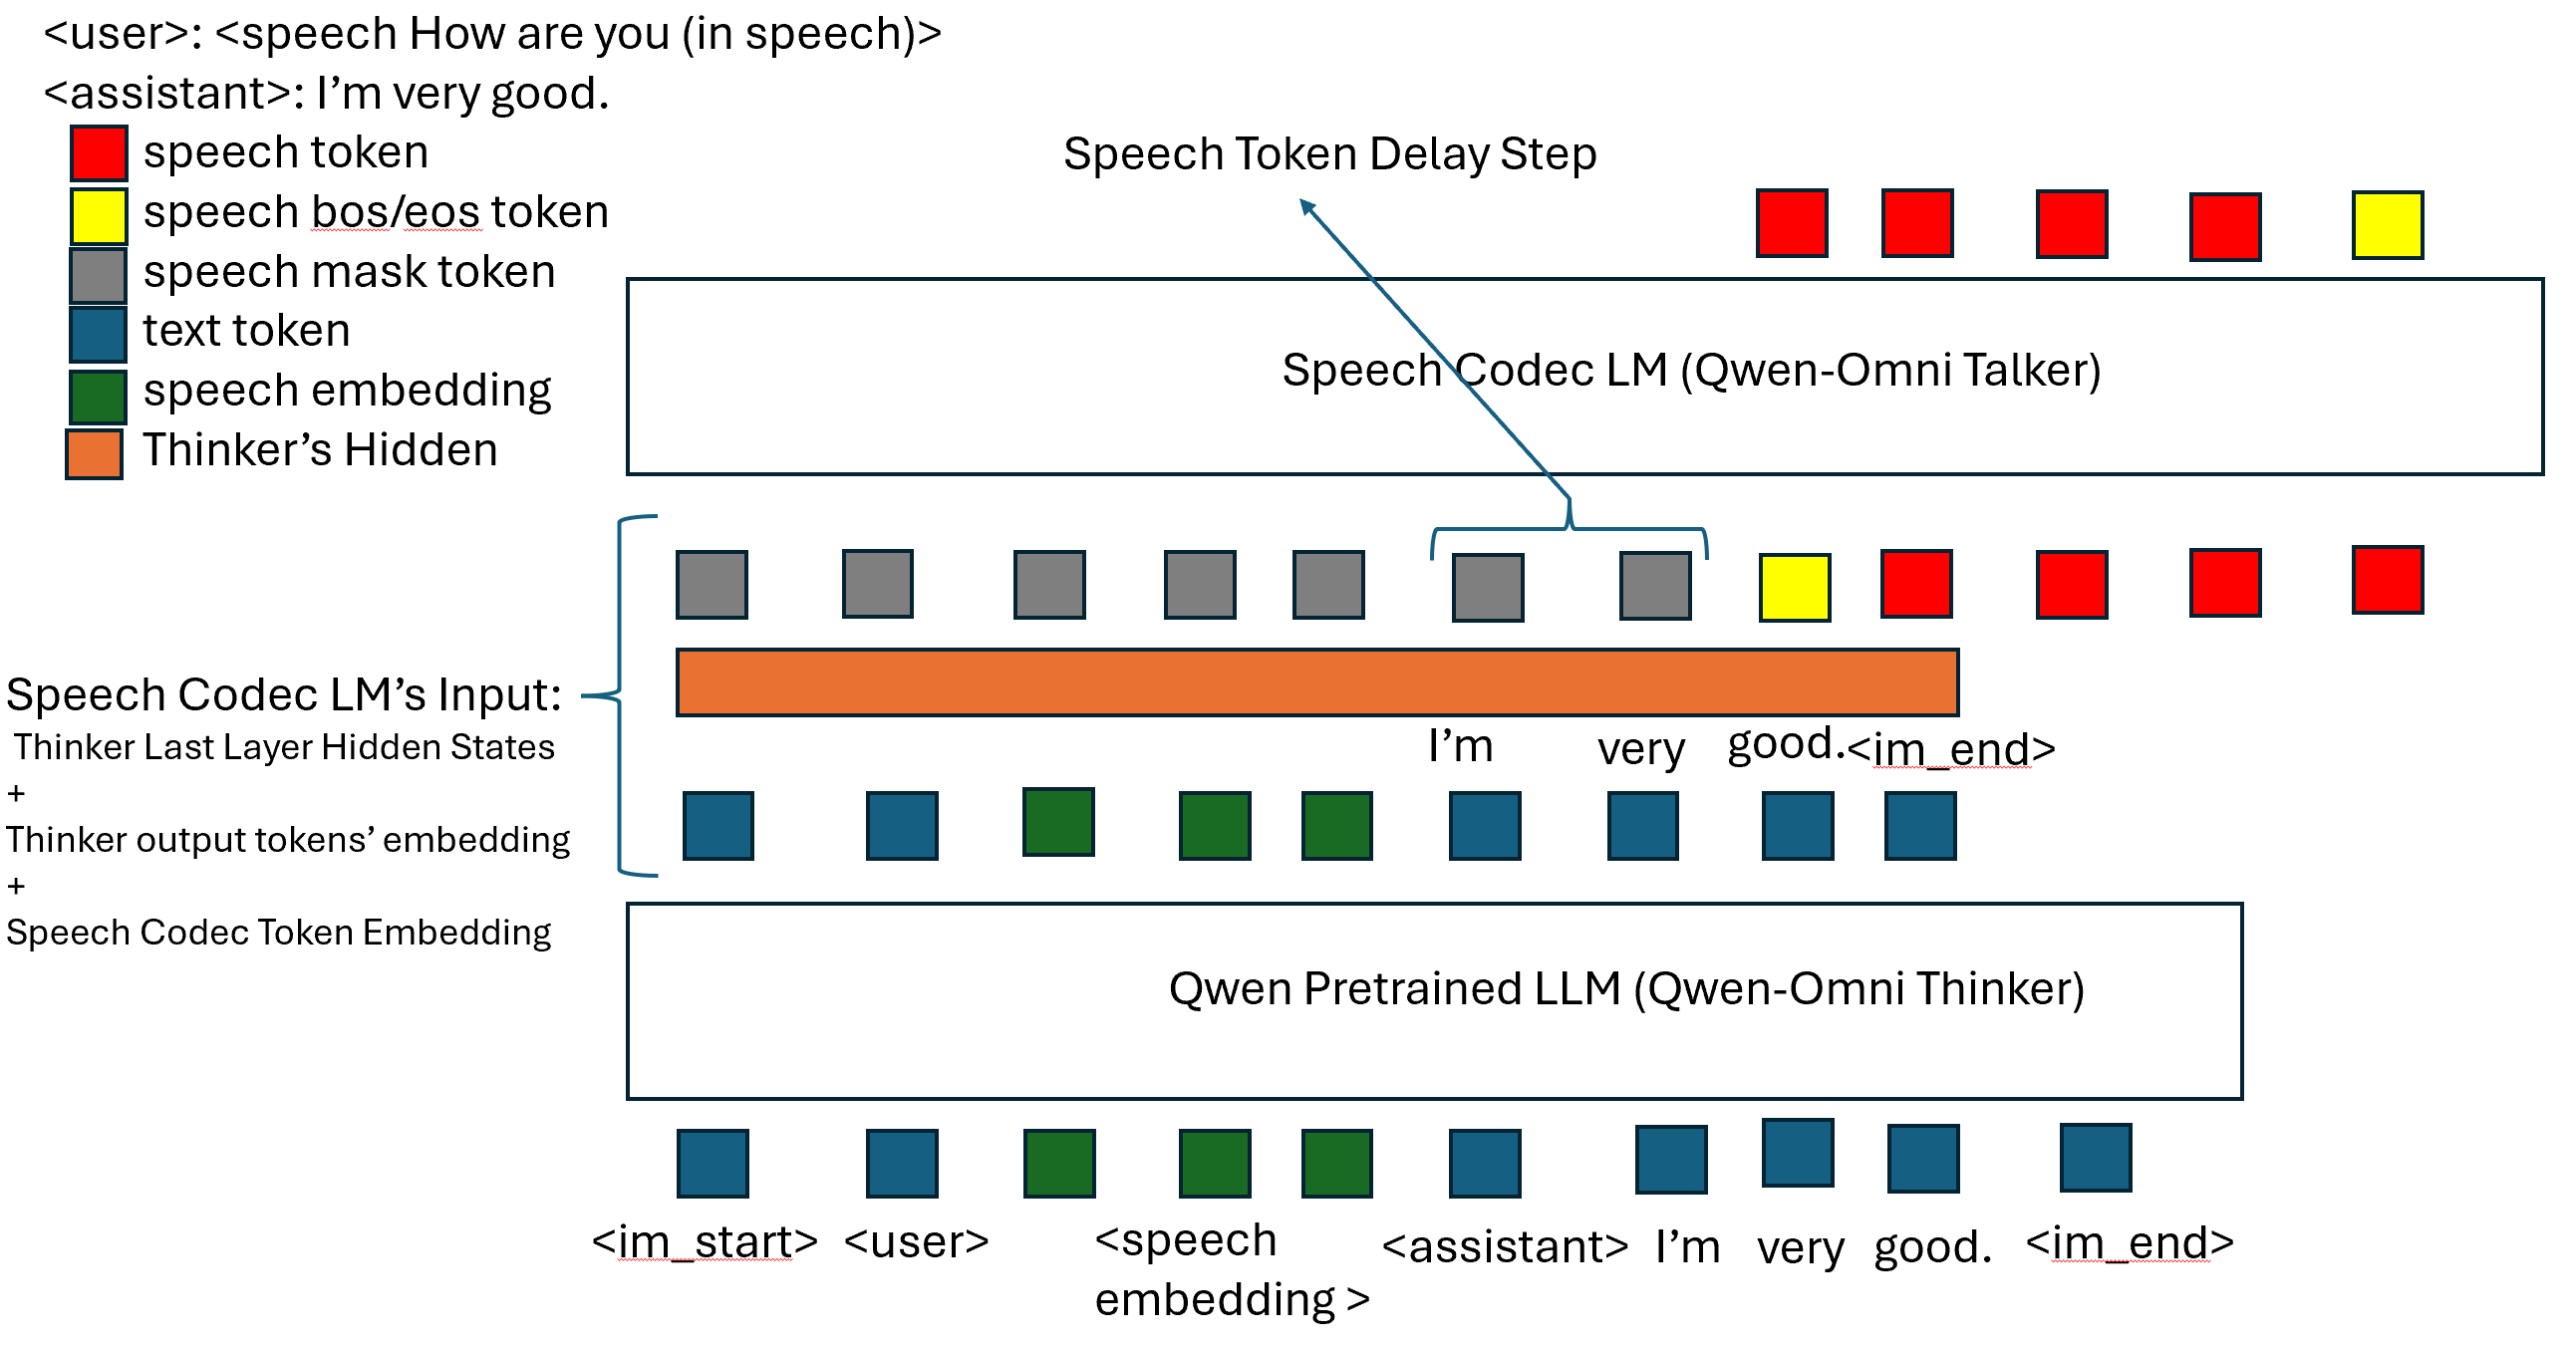 <user>: <speech How are you (in speech)>
<assistant>: I’m very good.
speech token
speech bos/eos token
speech mask token
text token
speech embedding
Thinker’s Hidden
Speech Token Delay Step
Speech Codec LM (Qwen-Omni Talker)
Speech Codec LM’s Input:
Thinker Last Layer Hidden States
+
Thinker output tokens’ embedding
+
Speech Codec Token Embedding
I’m very good. <im_end>
Qwen Pretrained LLM (Qwen-Omni Thinker)
<im_start> <user> <speech embedding > <assistant> I’m very good. <im_end>